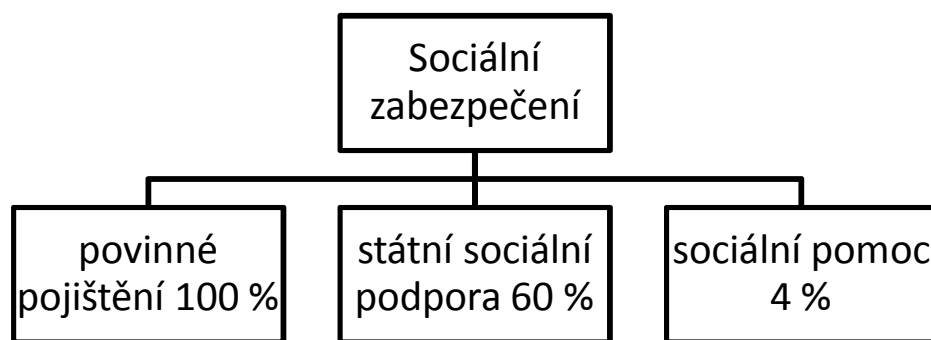 Sociální
zabezpečení
povinné
pojištění 100 %
státní sociální
podpora 60 %
sociální pomoc
4 %